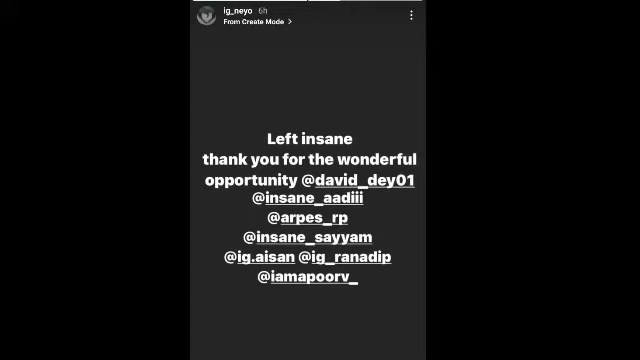 ig_neyo 6h
From Create Mode >
Left insane
thank you for the wonderful
opportunity @david_dey01
@insane_aadiii
@arpes_rp
@insane_sayyam
@ig.aisan @ig_ranadip
@iamapoorv_